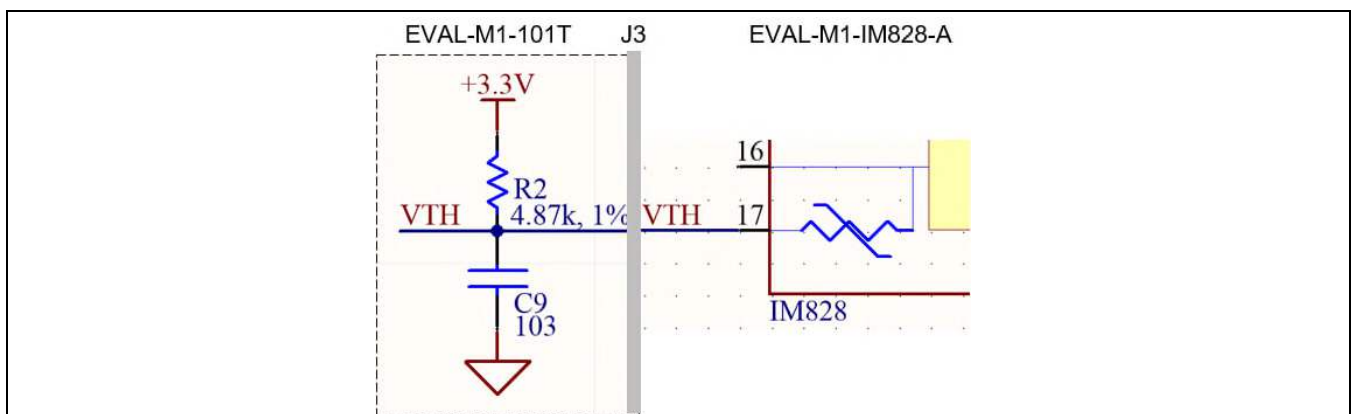 EVAL-M1-101T J3 EVAL-M1-IM828-A
+3.3V
16
R2
VTH 4.87k, 1% VTH 17
C9
103
IM828